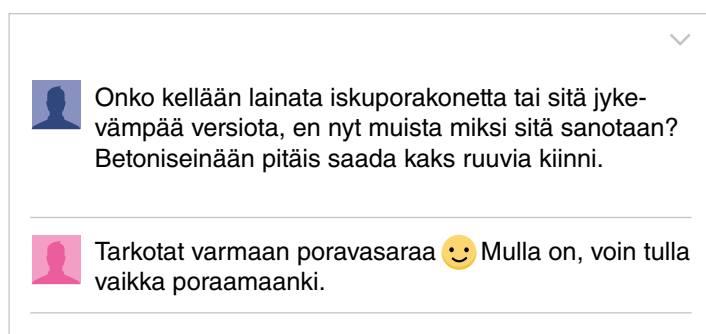 Onko kellään lainata iskuporakonetta tai sitä jyke-
vämpää versiota, en nyt muista miksi sitä sanotaan?
Betoniseinään pitäis saada kaks ruuvia kiinni.
Tarkotat varmaan poravasaraa 🙂 Mulla on, voin tulla
vaikka poraamaanki.